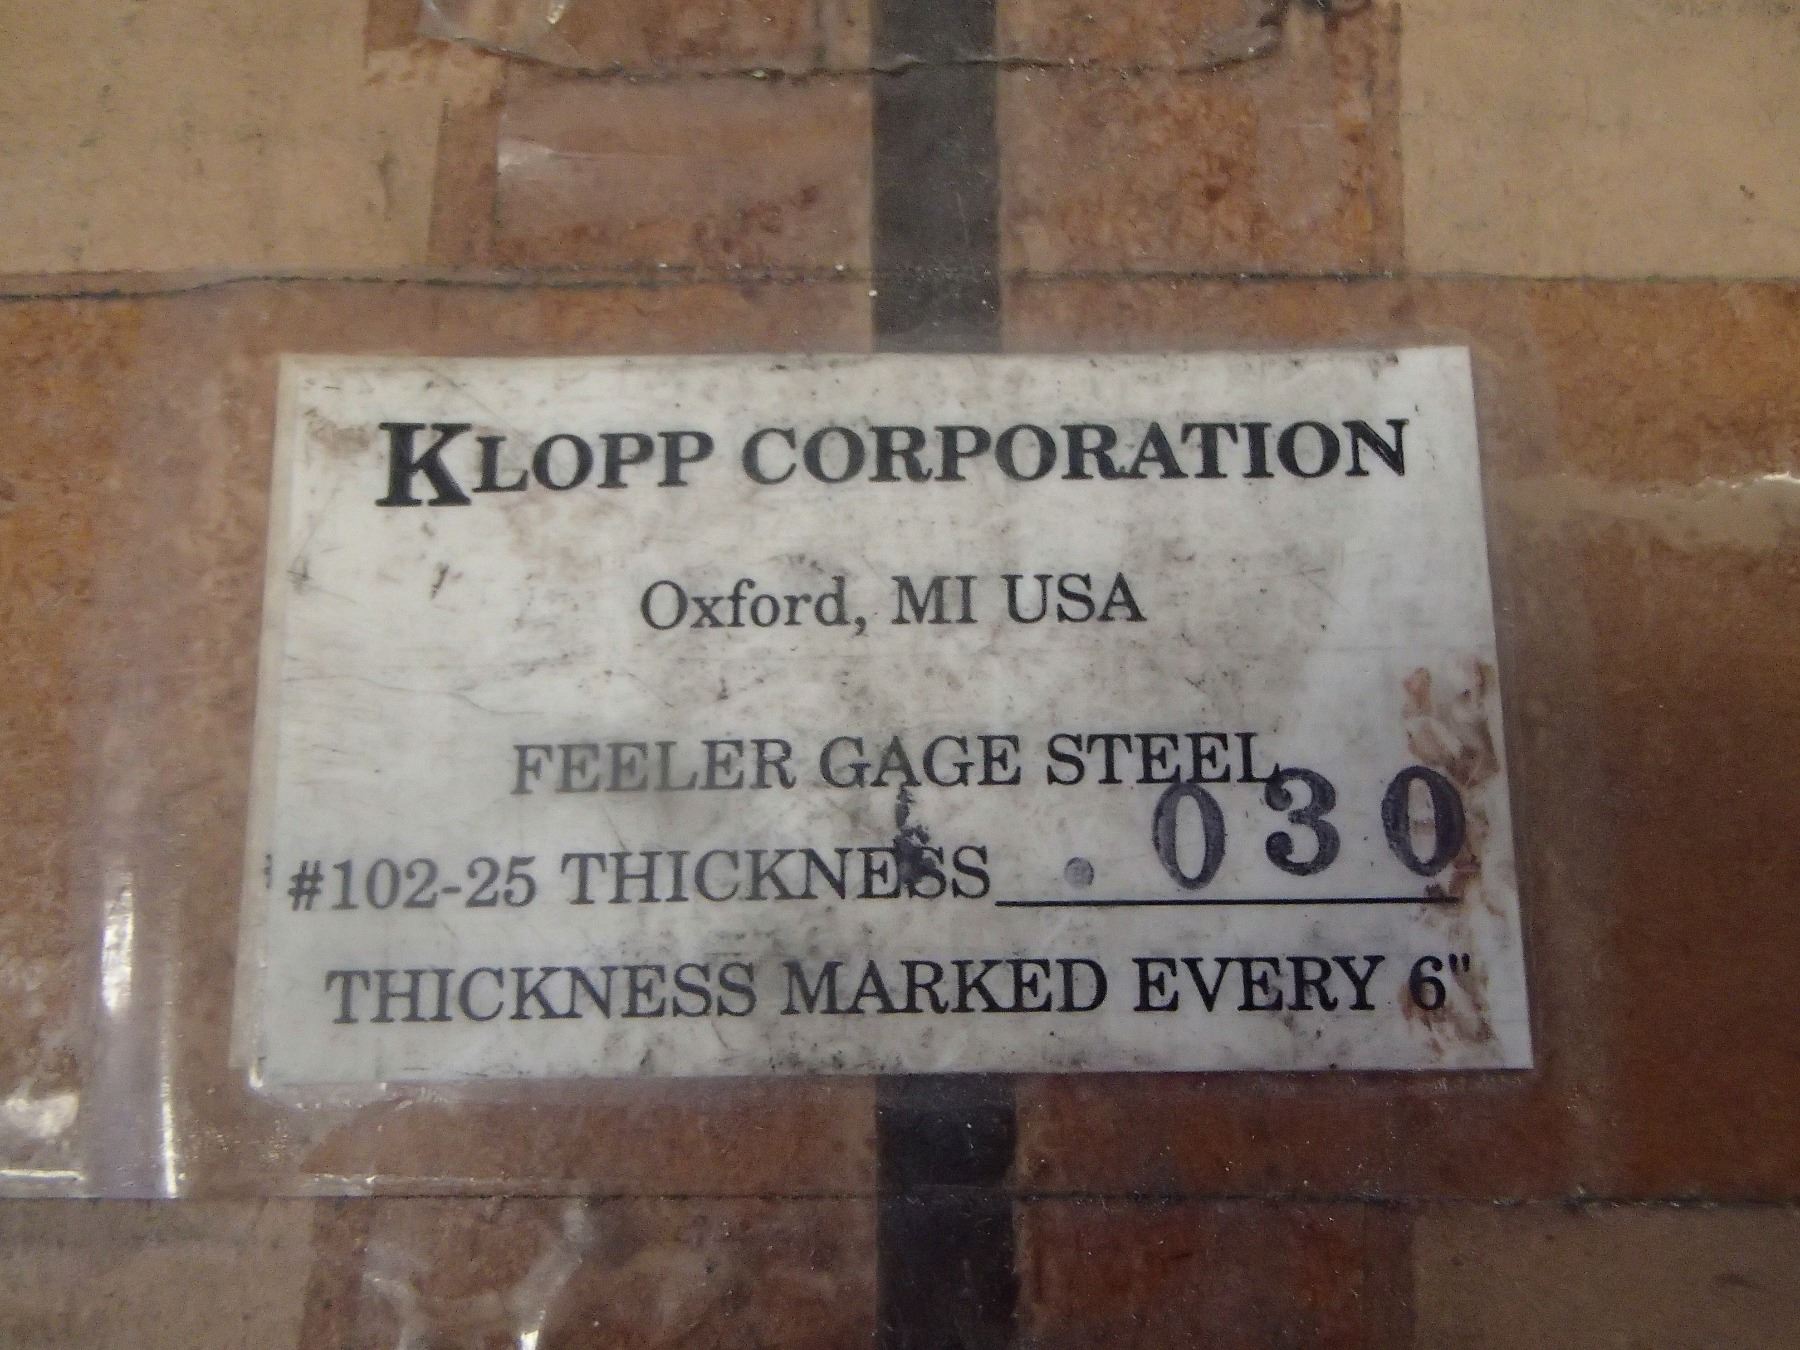 KLOPP CORPORATION
Oxford, MI USA
FEELER GAGE STEEL
#102-25 THICKNESS .030
THICKNESS MARKED EVERY 6"